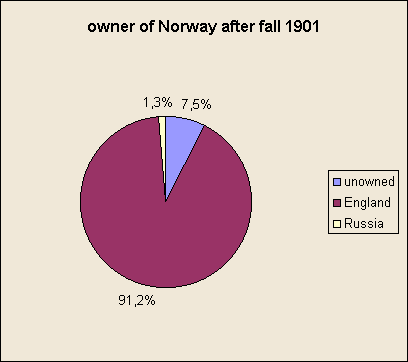 owner of Norway after fall 1901
1,3% 7,5%
unowned
England
Russia
91,2%